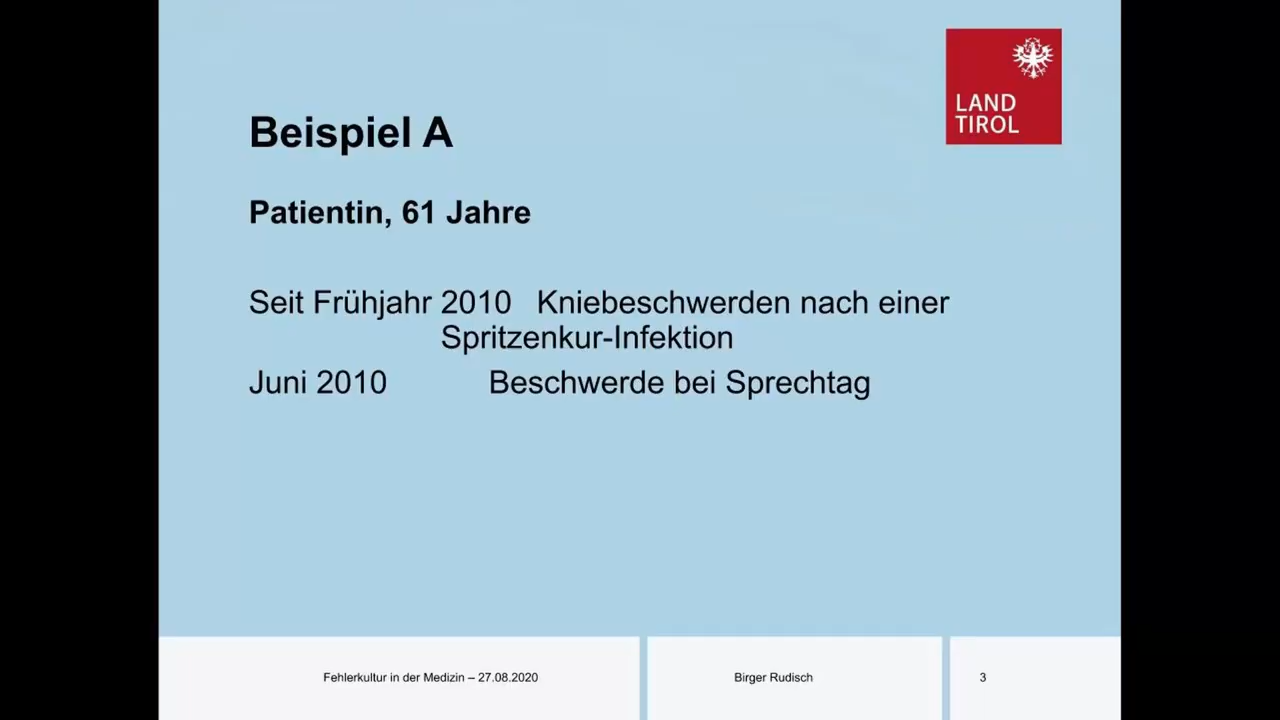 LAND
TIROL
Beispiel A
Patientin, 61 Jahre
Seit Frühjahr 2010 Kniebeschwerden nach einer
Spritzenkur-Infektion
Juni 2010 Beschwerde bei Sprechtag
Fehlerkultur in der Medizin – 27.08.2020
Birger Rudisch
3